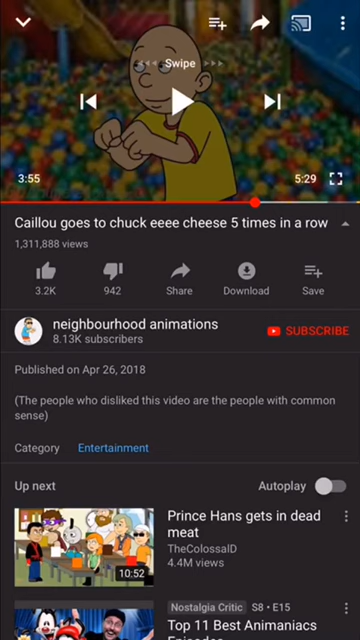 Swipe
3:55
5:29
Caillou goes to chuck eeee cheese 5 times in a row
1,311,888 views
3.2K
942
Share
Download
Save
neighbourhood animations
8.13K subscribers
SUBSCRIBE
Published on Apr 26, 2018
(The people who disliked this video are the people with common
sense)
Category
Entertainment
Up next
Autoplay
Prince Hans gets in dead
meat
TheColossalD
4.4M views
10:52
Nostalgia Critic S8 • E15
Top 11 Best Animaniacs
Episodes